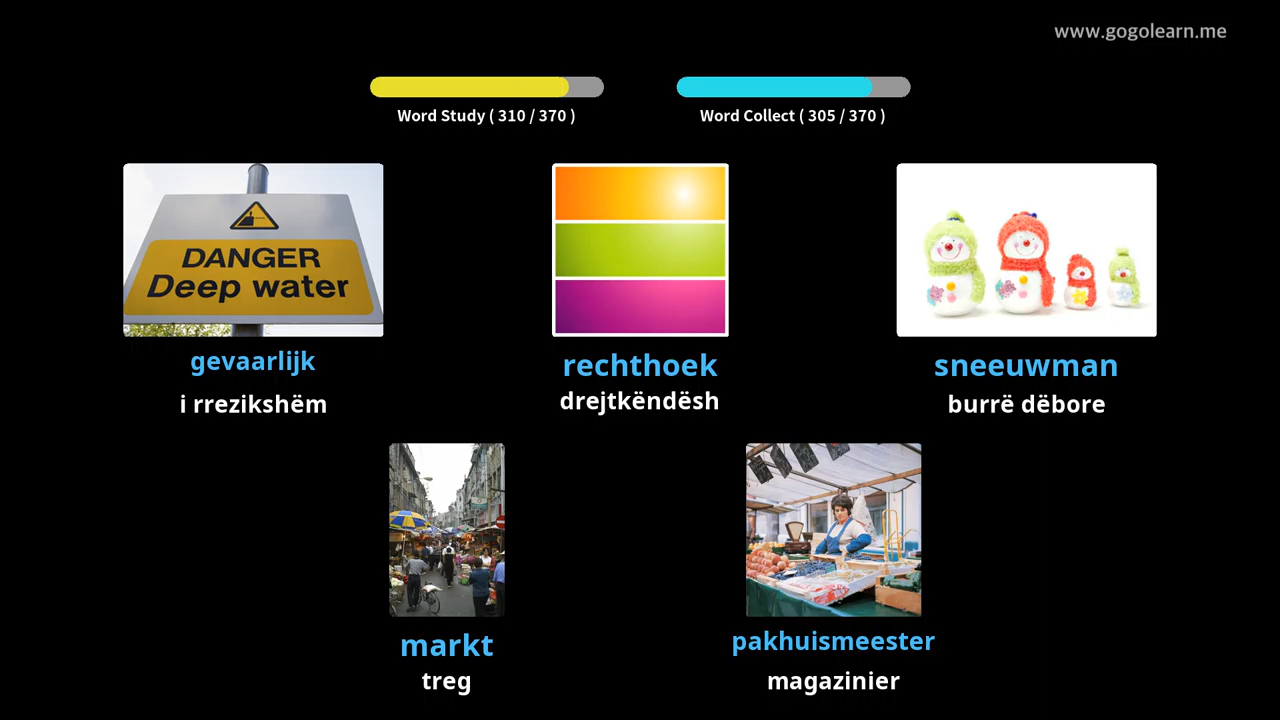 www.gogolearn.me
Word Study ( 310 / 370 )
Word Collect ( 305 / 370 )
DANGER
Deep water
gevaarlijk
i rrezikshëm
rechthoek
drejtkëndësh
sneeuwman
burrë dëbore
markt
treg
pakhuismeester
magazinier